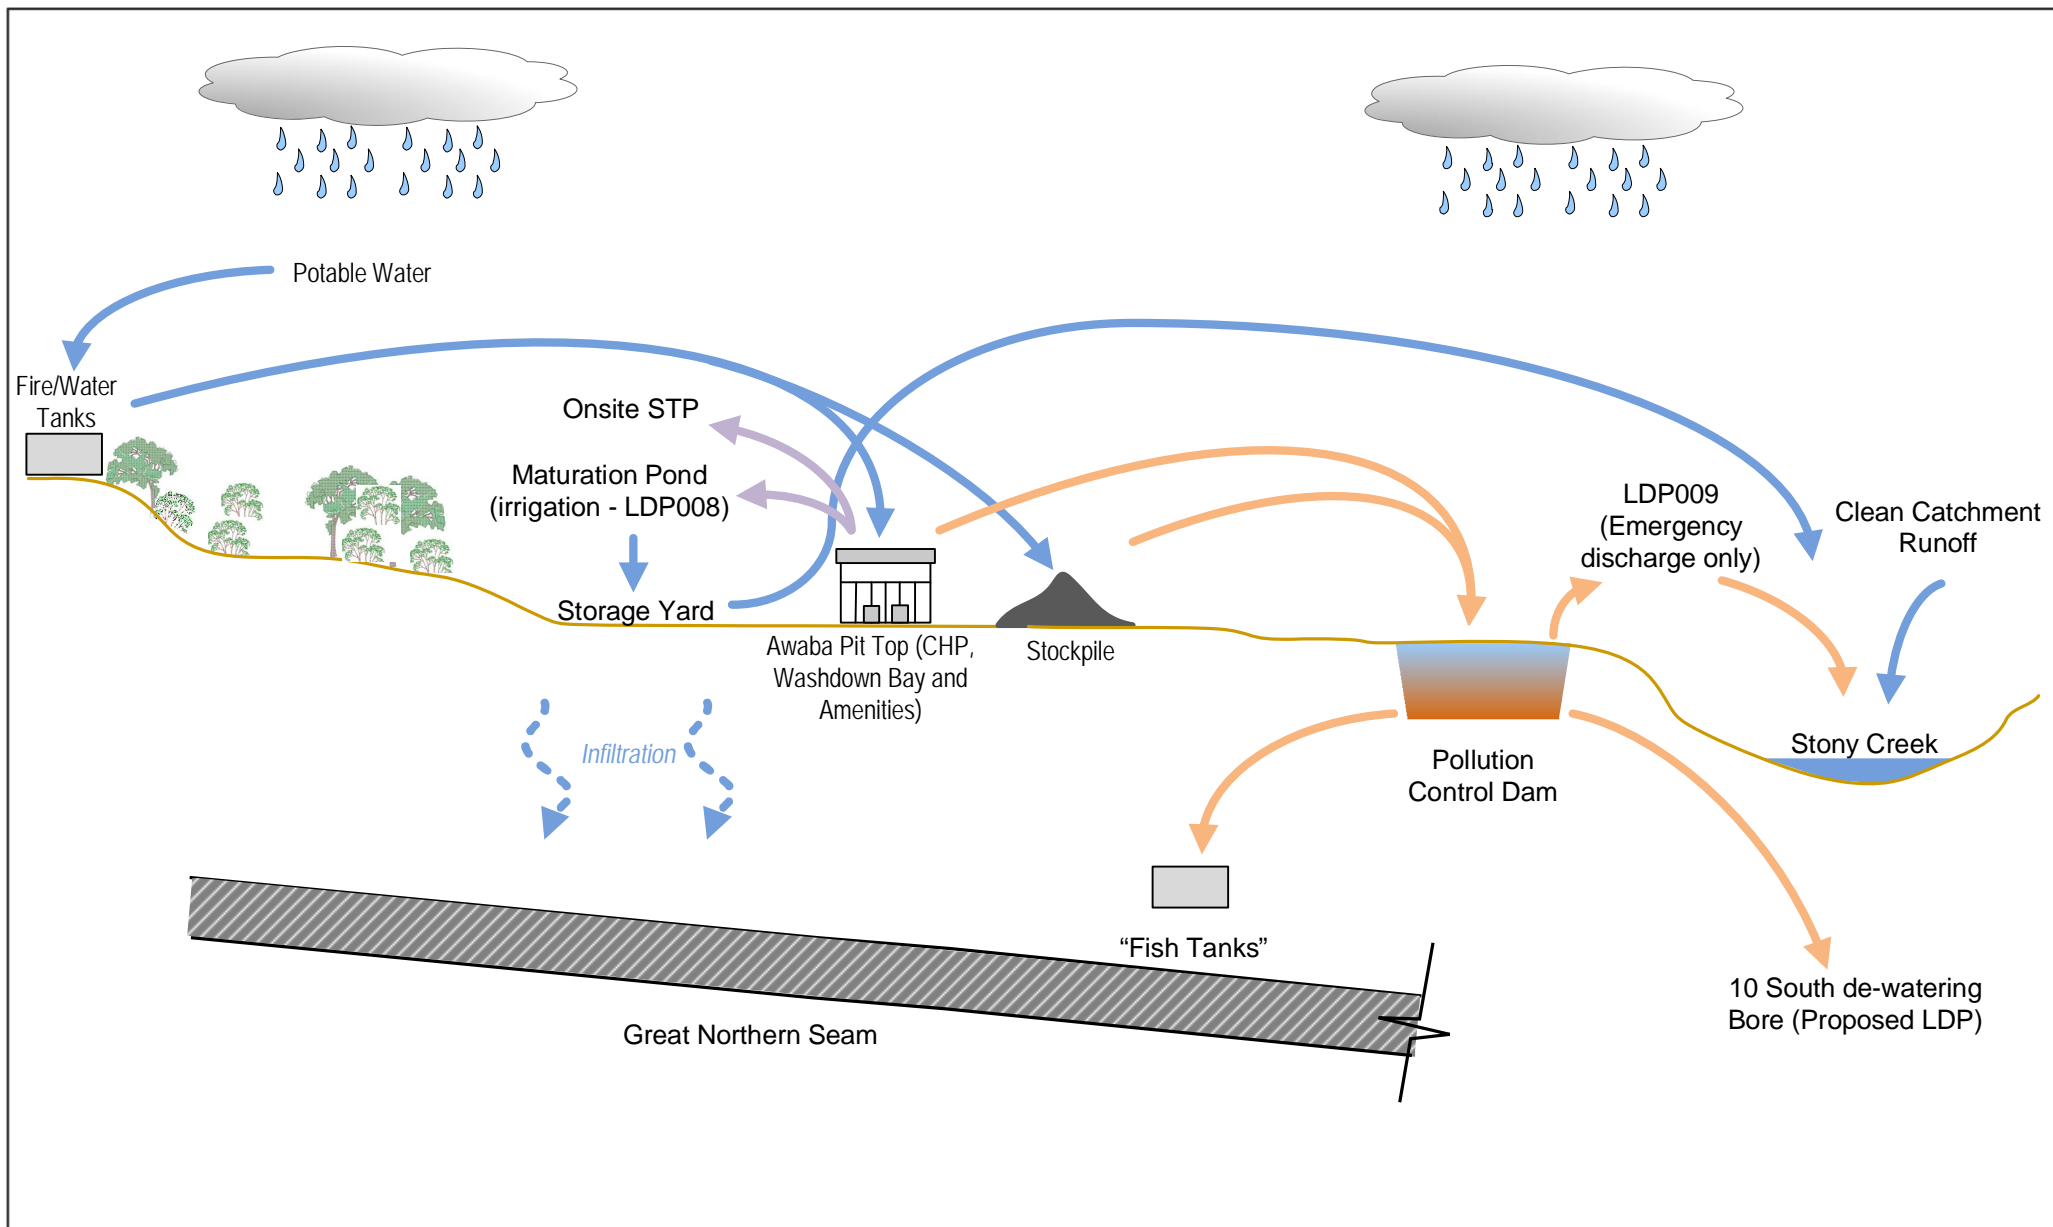 Potable Water
Fire/Water
Tanks
Onsite STP
Maturation Pond
(irrigation - LDP008)
Storage Yard
Awaba Pit Top (CHP,
Washdown Bay and
Amenities)
Stockpile
LDP009
(Emergency
discharge only)
Clean Catchment
Runoff
Stony Creek
Infiltration
Pollution
Control Dam
“Fish Tanks”
10 South de-watering
Bore (Proposed LDP)
Great Northern Seam